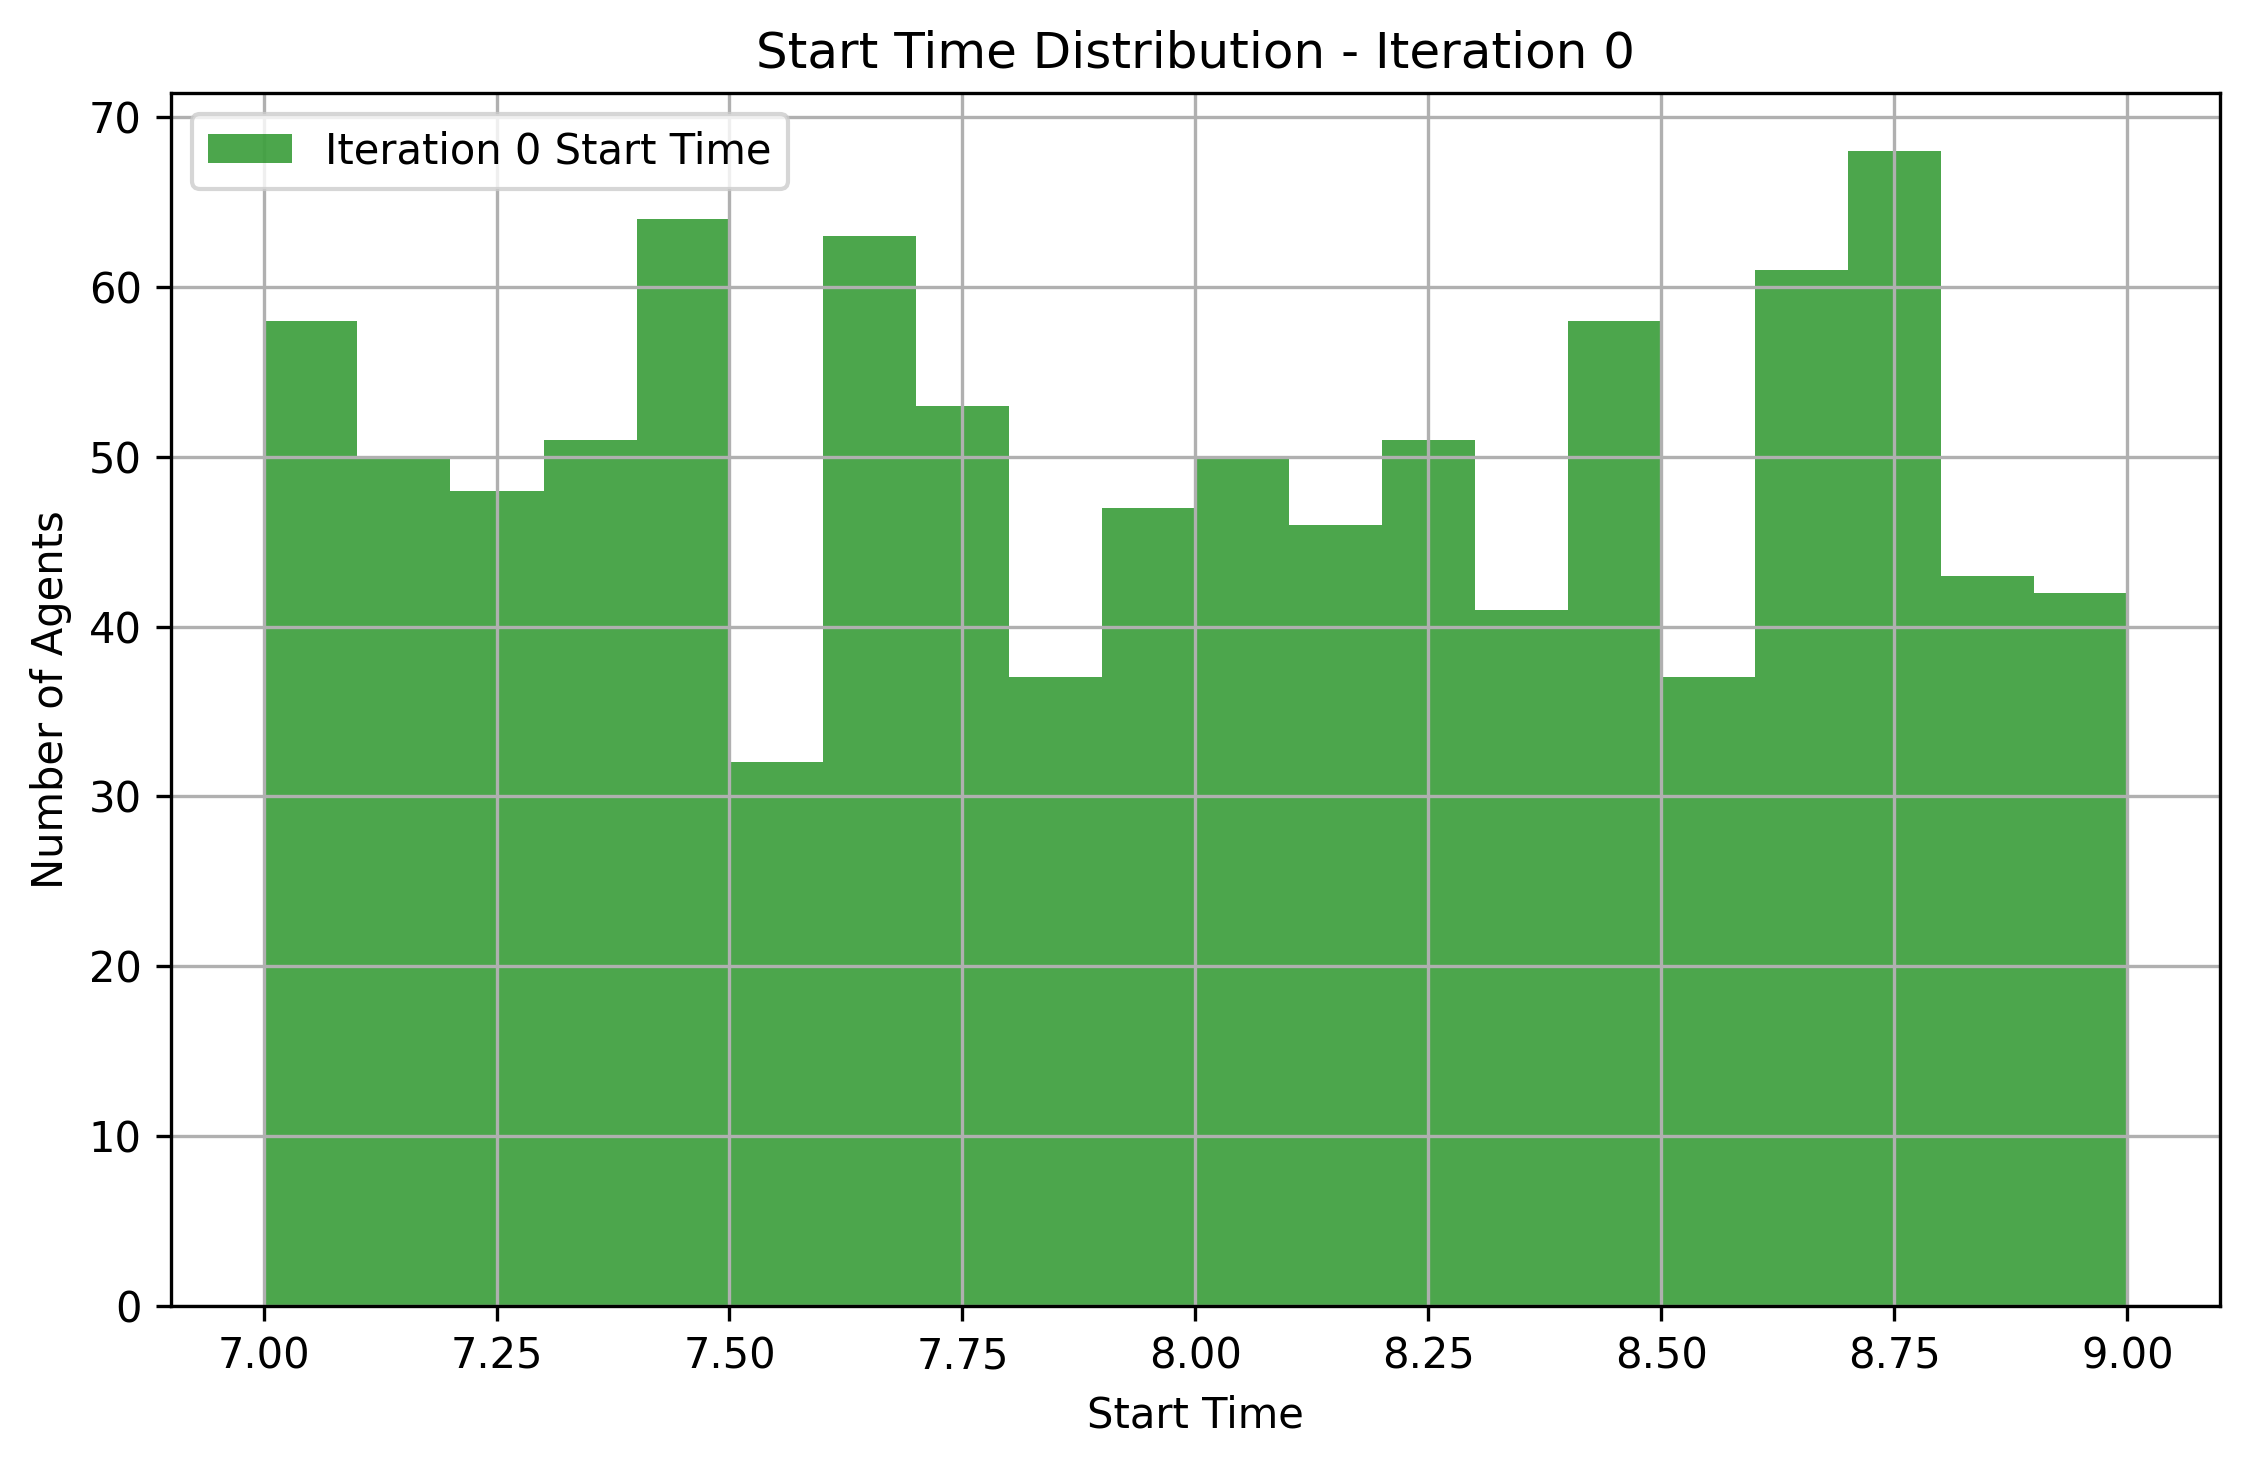 Start Time Distribution - Iteration 0
Iteration 0 Start Time
Number of Agents
70
60
50
40
30
20
10
0
7.00 7.25 7.50 7.75 8.00 8.25 8.50 8.75 9.00
Start Time